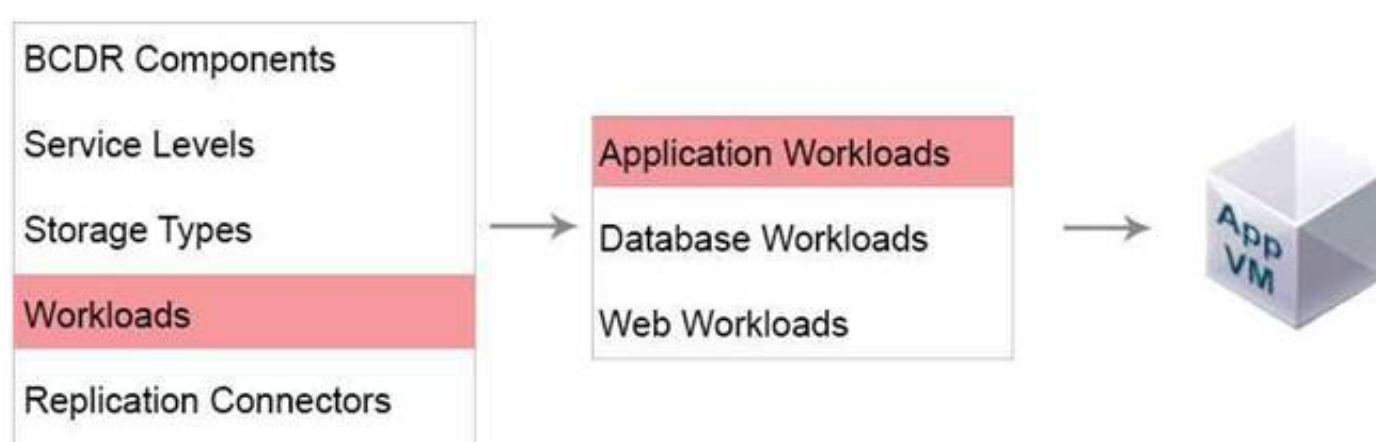 BCDR Components
Service Levels
Storage Types
Workloads
Replication Connectors
Application Workloads
Database Workloads
Web Workloads
App
VM